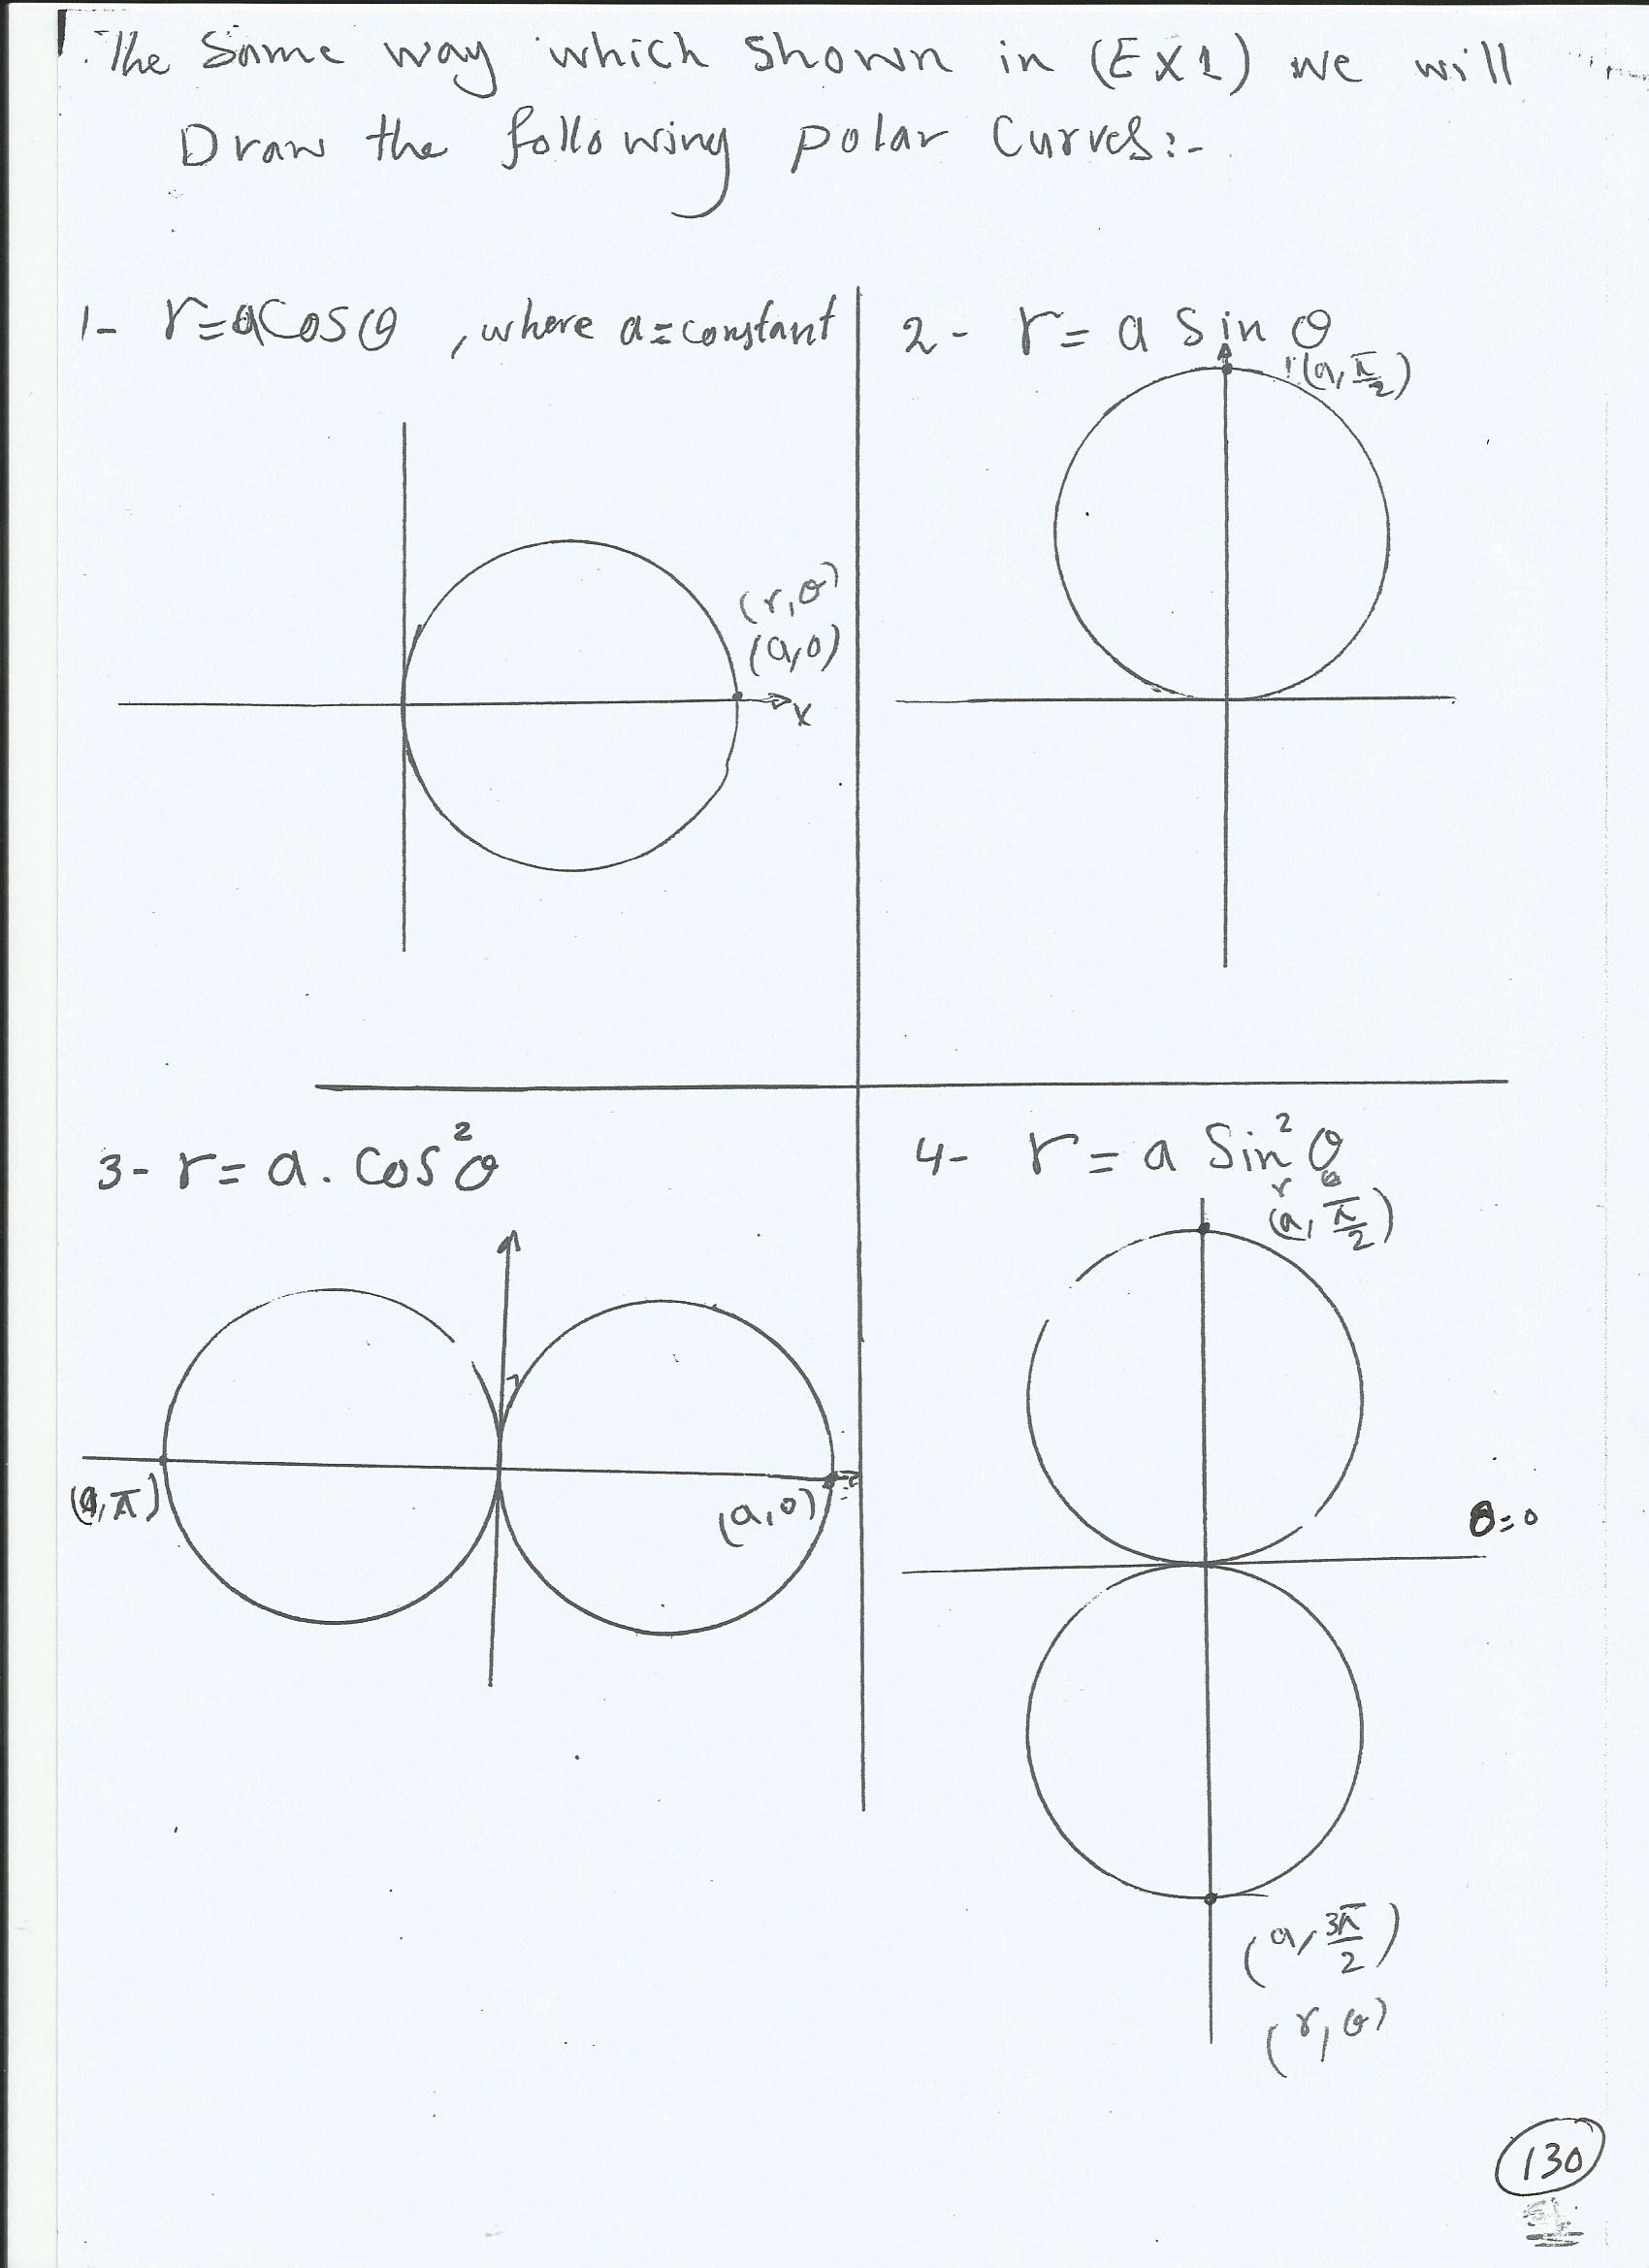 The Same way which shown in (EX1) we will
Draw the following polar Curves:-
1- r=aCosθ , where a=constant
(r,θ)
(a,0)
x
2- r= a Sin θ
(a, π/2)
3- r= a. Cos²θ
(a,π)
(a,0)
4- r= a Sin²θ
r θ
(a, π/2)
θ=0
(a, 3π/2)
(r,θ)
130